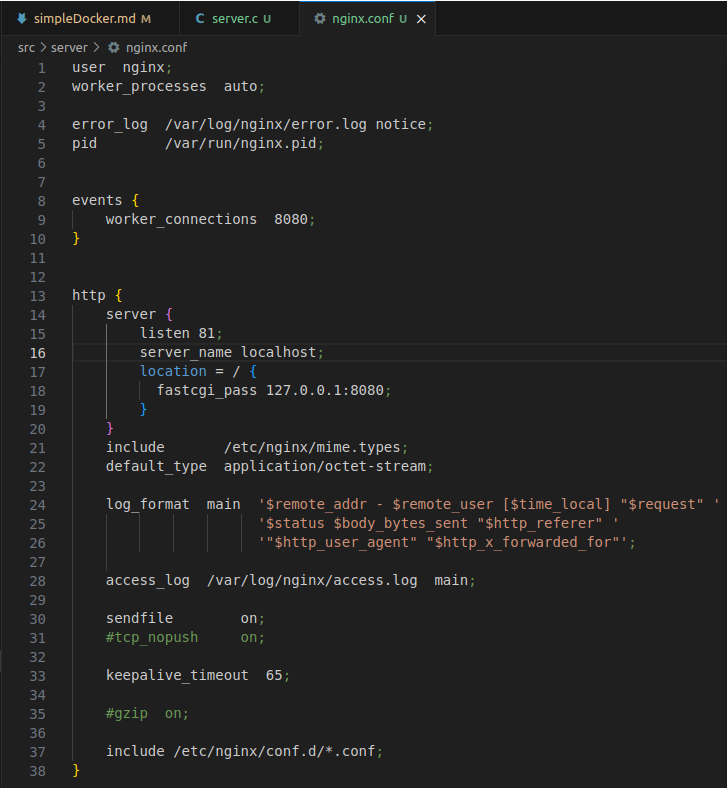 simpleDocker.md M C server.c U nginx.conf U ×
src > server > nginx.conf
1 user  nginx;
2 worker_processes  auto;
3
4 error_log  /var/log/nginx/error.log notice;
5 pid        /var/run/nginx.pid;
6
7
8 events {
9     worker_connections  8080;
10 }
11
12
13 http {
14     server {
15         listen 81;
16         server_name localhost;
17         location = / {
18           fastcgi_pass 127.0.0.1:8080;
19         }
20     }
21     include       /etc/nginx/mime.types;
22     default_type  application/octet-stream;
23
24     log_format  main  '$remote_addr - $remote_user [$time_local] "$request" '
25                       '$status $body_bytes_sent "$http_referer" '
26                       '"$http_user_agent" "$http_x_forwarded_for"';
27
28     access_log  /var/log/nginx/access.log  main;
29
30     sendfile        on;
31     #tcp_nopush     on;
32
33     keepalive_timeout  65;
34
35     #gzip  on;
36
37     include /etc/nginx/conf.d/*.conf;
38 }